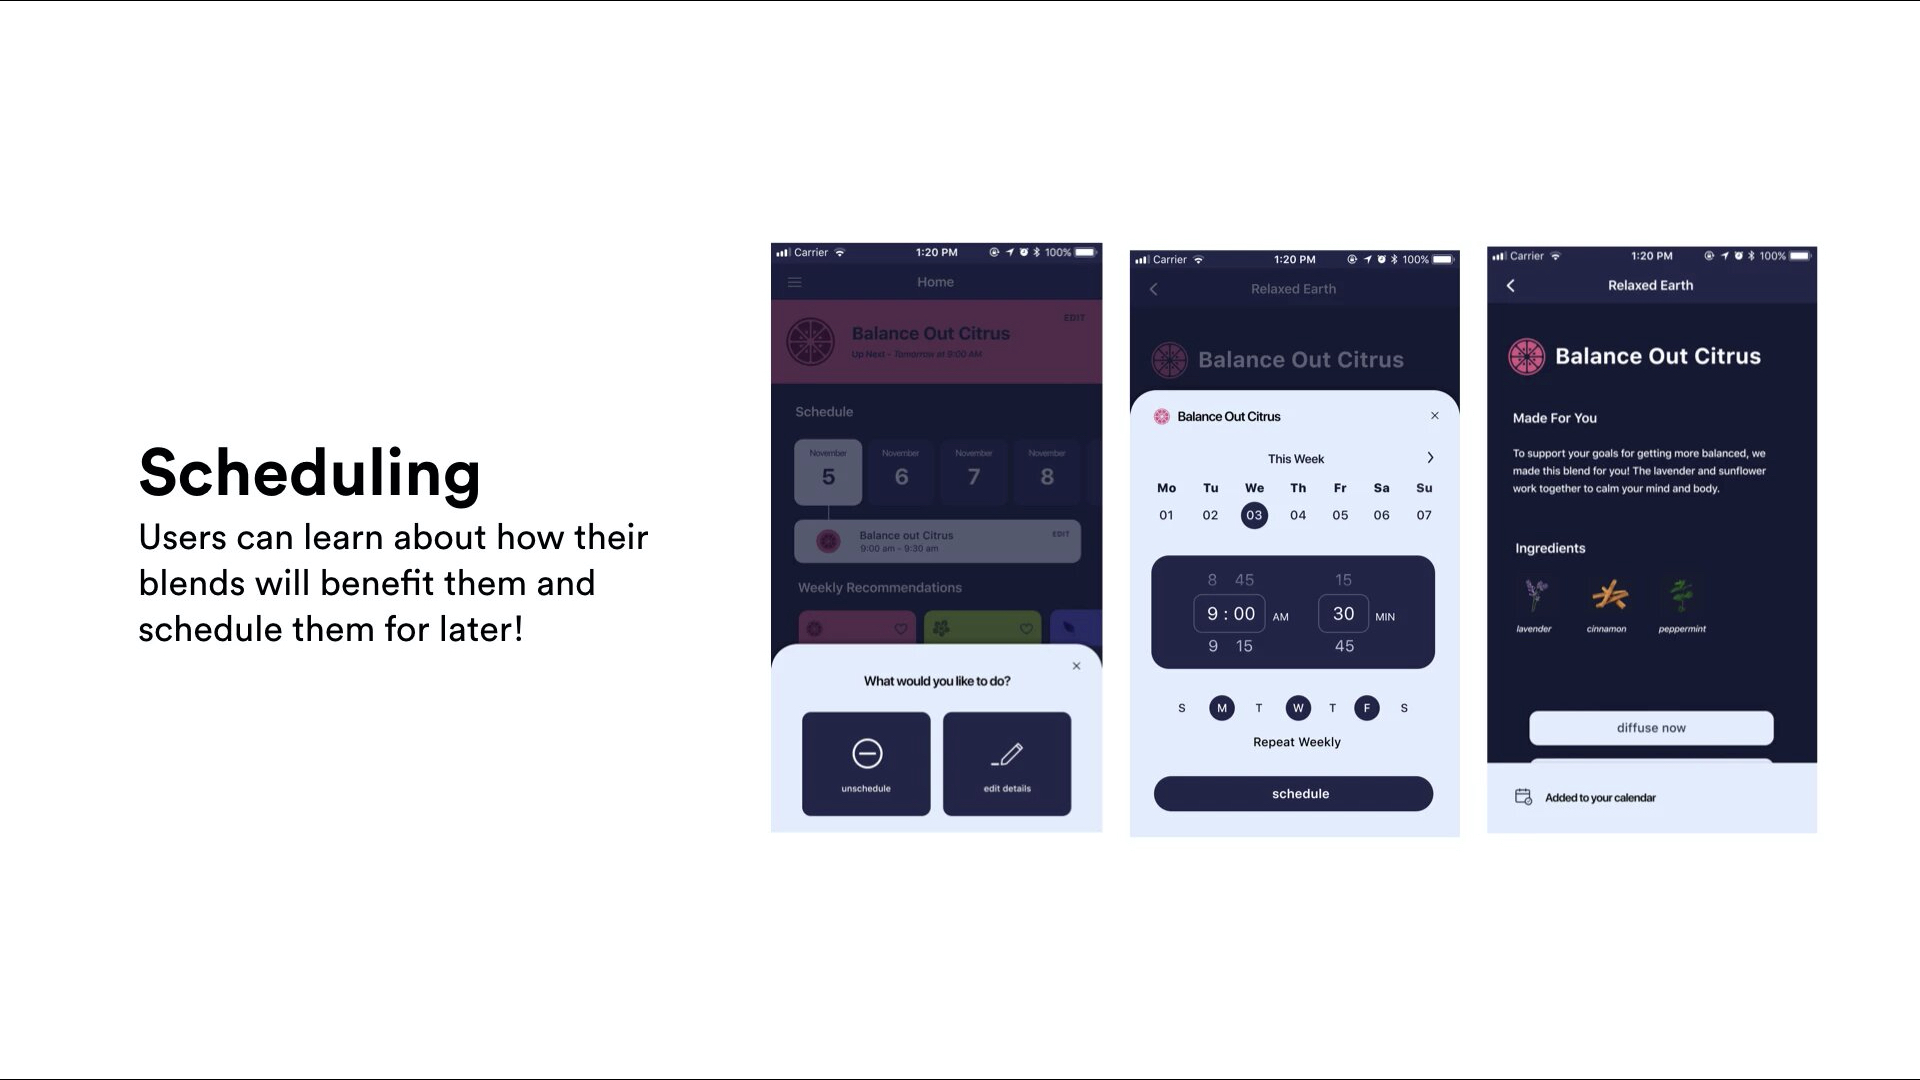 Scheduling
Users can learn about how their
blends will benefit them and
schedule them for later!
Carrier 1:20 PM 100%
Home
EDIT
Balance Out Citrus
Up Next - Tomorrow at 9:00 AM
Schedule
November November November November
5 6 7 8
Balance out Citrus EDIT
9:00 am - 9:30 am
Weekly Recommendations
What would you like to do?
unschedule edit details
Carrier 1:20 PM 100%
Relaxed Earth
Balance Out Citrus
Balance Out Citrus
This Week
Mo Tu We Th Fr Sa Su
01 02 03 04 05 06 07
8 45 15
9 : 00 AM 30 MIN
9 15 45
S M T W T F S
Repeat Weekly
schedule
Carrier 1:20 PM 100%
Relaxed Earth
Balance Out Citrus
Made For You
To support your goals for getting more balanced, we
made this blend for you! The lavender and sunflower
work together to calm your mind and body.
Ingredients
lavender cinnamon peppermint
diffuse now
Added to your calendar